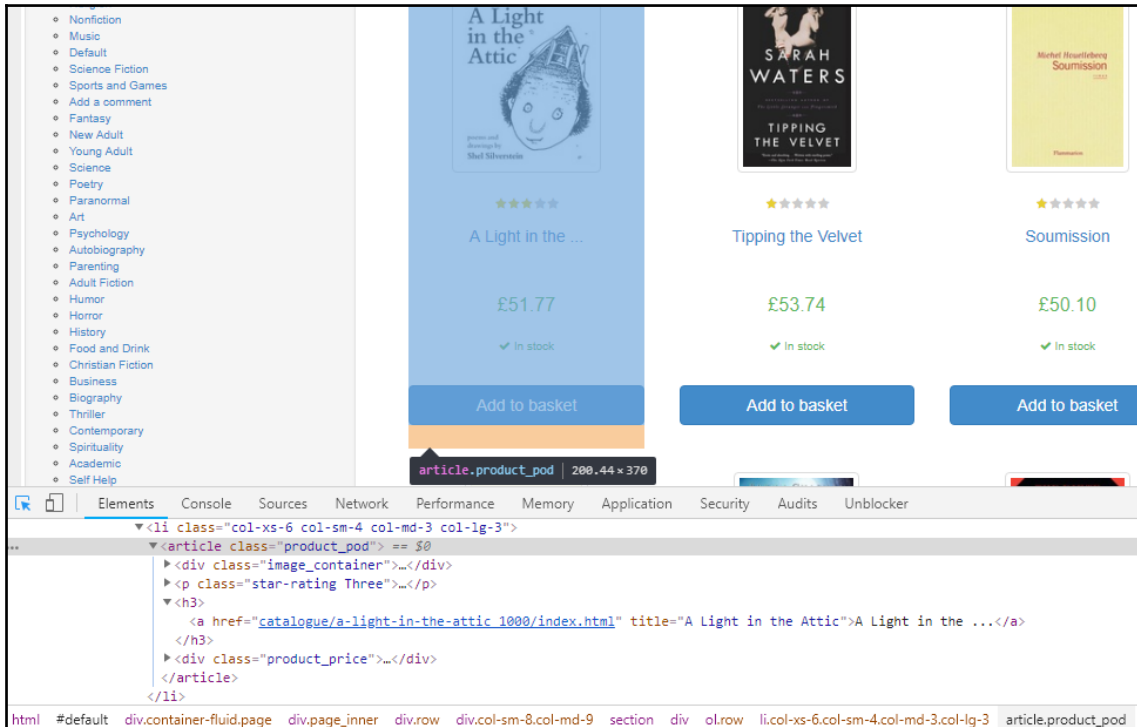 Nonfiction
Music
Default
Science Fiction
Sports and Games
Add a comment
Fantasy
New Adult
Young Adult
Science
Poetry
Paranormal
Art
Psychology
Autobiography
Parenting
Adult Fiction
Humor
Horror
History
Food and Drink
Christian Fiction
Business
Biography
Thriller
Contemporary
Spirituality
Academic
Self Help
A Light
in the
Attic
poems and
drawings by
Shel Silverstein
A Light in the ...
£51.77
In stock
Add to basket
SARAH
WATERS
TIPPING
THE VELVET
Tipping the Velvet
£53.74
In stock
Add to basket
Michel Houellebecq
Soumission
Flammarion
Soumission
£50.10
In stock
Add to basket
article.product_pod | 200.44 × 370
Elements Console Sources Network Performance Memory Application Security Audits Unblocker
▼<li class="col-xs-6 col-sm-4 col-md-3 col-lg-3">
... ▼<article class="product_pod"> == $0
▶<div class="image_container">…</div>
▶<p class="star-rating Three">…</p>
▼<h3>
<a href="catalogue/a-light-in-the-attic_1000/index.html" title="A Light in the Attic">A Light in the ...</a>
</h3>
▶<div class="product_price">…</div>
</article>
</li>
html #default div.container-fluid.page div.page_inner div.row div.col-sm-8.col-md-9 section div ol.row li.col-xs-6.col-sm-4.col-md-3.col-lg-3 article.product_pod